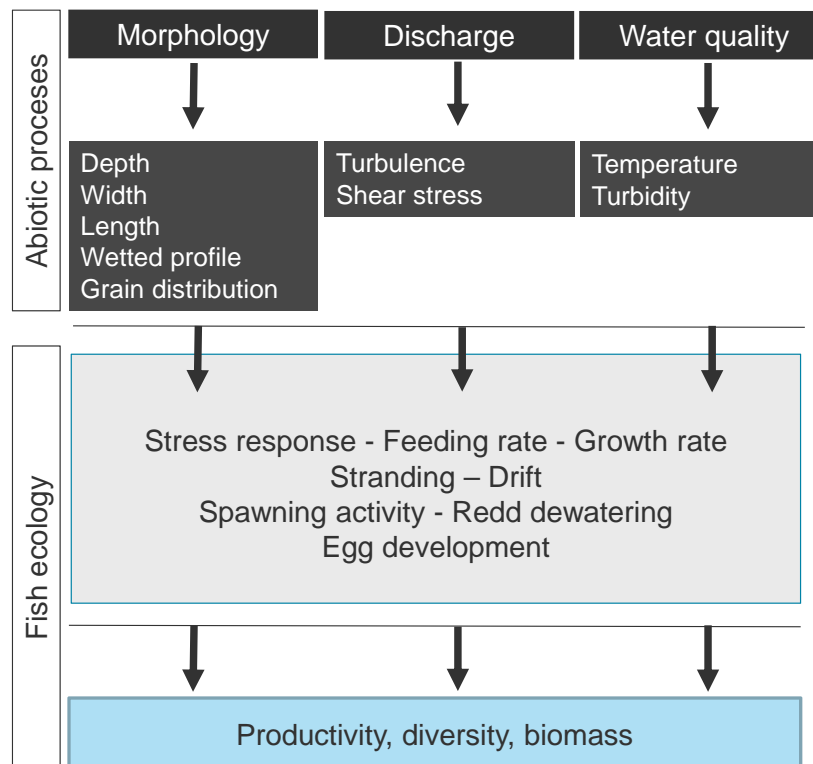 Abiotic proceses
Morphology
Discharge
Water quality
Depth
Width
Length
Wetted profile
Grain distribution
Turbulence
Shear stress
Temperature
Turbidity
Fish ecology
Stress response - Feeding rate - Growth rate
Stranding – Drift
Spawning activity - Redd dewatering
Egg development
Productivity, diversity, biomass